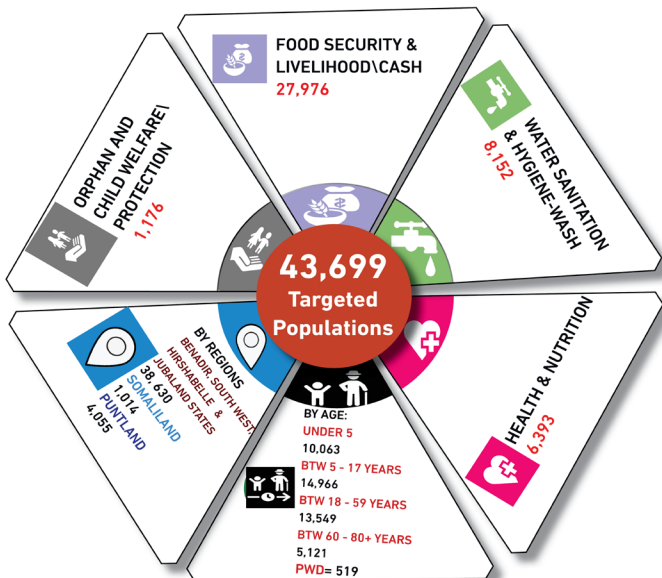 FOOD SECURITY &
LIVELIHOOD\CASH
27,976
WATER SANITATION
& HYGIENE-WASH
8,152
ORPHAN AND
CHILD WELFARE\
PROTECTION
1,176
43,699
Targeted
Populations
HEALTH & NUTRITION
6,393
BY REGIONS
BENADIR, SOUTH WEST,
HIRSHABELLE &
JUBALAND STATES
38,630
SOMALILAND
1,014
PUNTLAND
4,055
BY AGE:
UNDER 5
10,063
BTW 5 - 17 YEARS
14,966
BTW 18 - 59 YEARS
13,549
BTW 60 - 80+ YEARS
5,121
PWD= 519